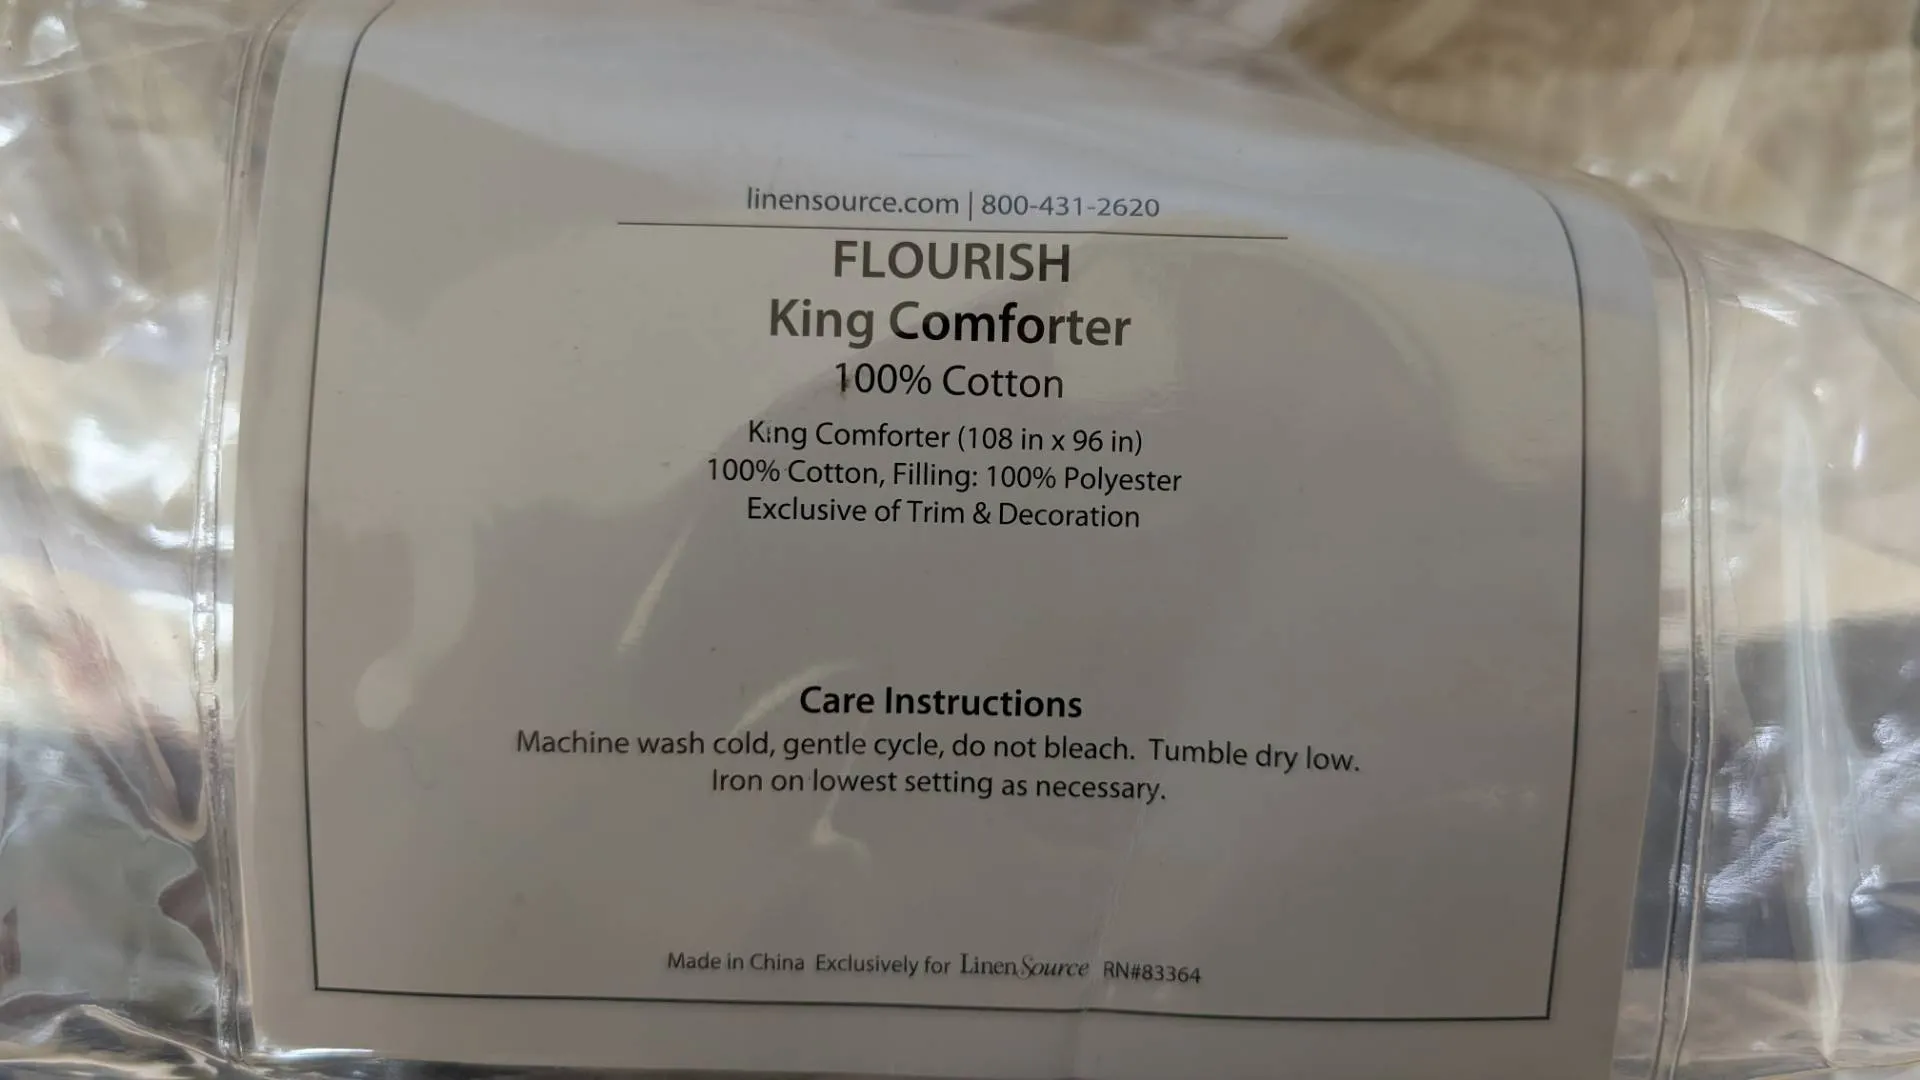 linensource.com | 800-431-2620
FLOURISH
King Comforter
100% Cotton
King Comforter (108 in x 96 in)
100% Cotton, Filling: 100% Polyester
Exclusive of Trim & Decoration
Care Instructions
Machine wash cold, gentle cycle, do not bleach. Tumble dry low.
Iron on lowest setting as necessary.
Made in China Exclusively for LinenSource RN#83364